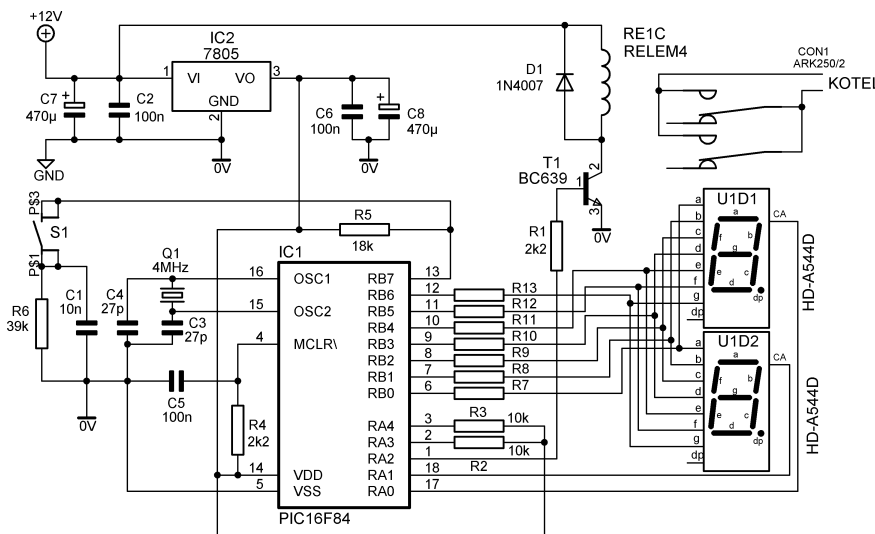 +12V
IC2
7805
1
VI
VO
3
GND
2
C7
470µ
C2
100n
C6
100n
C8
470µ
GND
0V
0V
D1
1N4007
RE1C
RELEM4
CON1
ARK250/2
KOTEI
T1
BC639
1
2
3
0V
R1
2k2
P$3
S1
P$1
R5
18k
Q1
4MHz
R6
39k
C1
10n
C4
27p
C3
27p
C5
100n
0V
R4
2k2
IC1
16
OSC1
15
OSC2
4
MCLR\
14
VDD
5
VSS
RB7
13
RB6
12
RB5
11
RB4
10
RB3
9
RB2
8
RB1
7
RB0
6
RA4
3
RA3
2
RA2
1
RA1
18
RA0
17
PIC16F84
R13
R12
R11
R10
R9
R8
R7
R3
10k
R2
10k
U1D1
a
b
c
d
e
f
g
dp
a
f
b
g
e
c
d
dp
CA
HD-A544D
U1D2
a
b
c
d
e
f
g
dp
a
f
b
g
e
c
d
dp
CA
HD-A544D